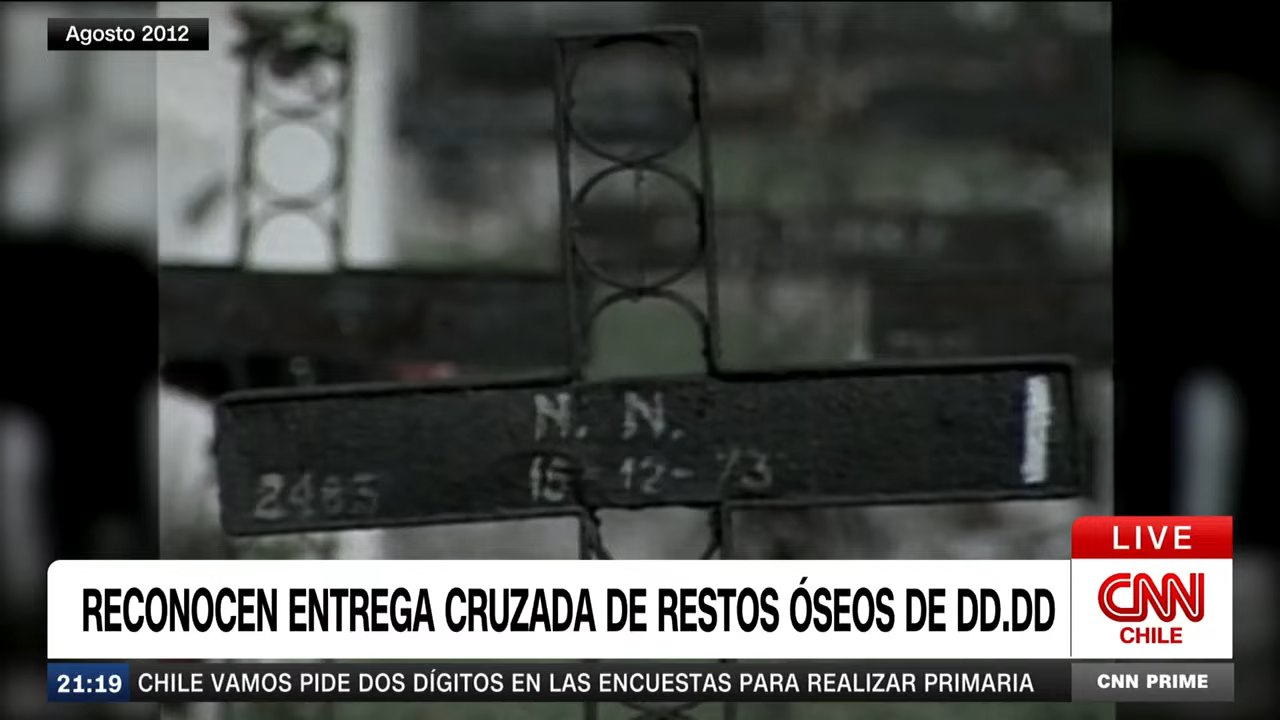 Agosto 2012
N. N.
15-12-73
2485
LIVE
RECONOCEN ENTREGA CRUZADA DE RESTOS ÓSEOS DE DD.DD
CNN
CHILE
21:19 CHILE VAMOS PIDE DOS DÍGITOS EN LAS ENCUESTAS PARA REALIZAR PRIMARIA
CNN PRIME